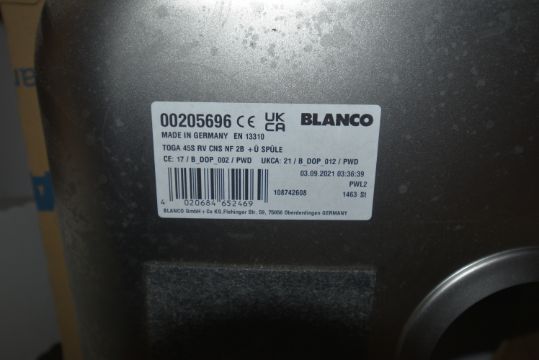 00205696 CE UK CA BLANCO
MADE IN GERMANY EN 13310
TOGA 45S RV CNS NF 2B +Ü SPÜLE
CE: 17 / B_DOP_002 / PWD UKCA: 21 / B_DOP_012 / PWD
03.09.2021 03:36:39
PWL2
108742608 1463 SI
4 020684 652469
BLANCO GmbH + Co KG, Flehinger Str. 59, 75038 Oberderdingen GERMANY